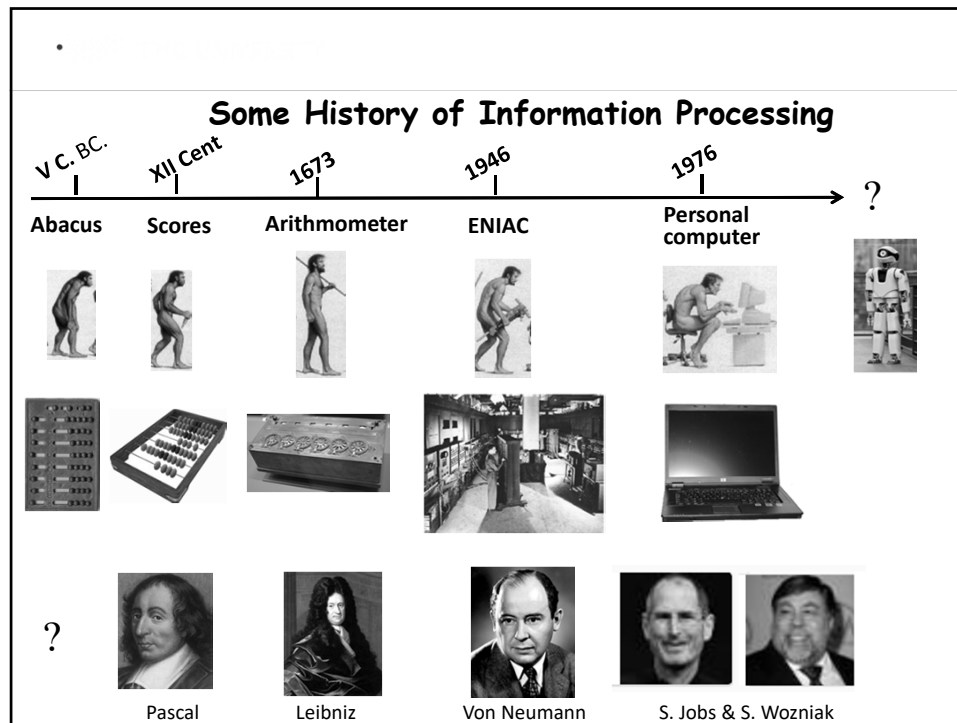 •
Some History of Information Processing
V C. BC.
XII Cent
1673
1946
1976
?
Abacus
Scores
Arithmometer
ENIAC
Personal
computer
?
Pascal
Leibniz
Von Neumann
S. Jobs & S. Wozniak